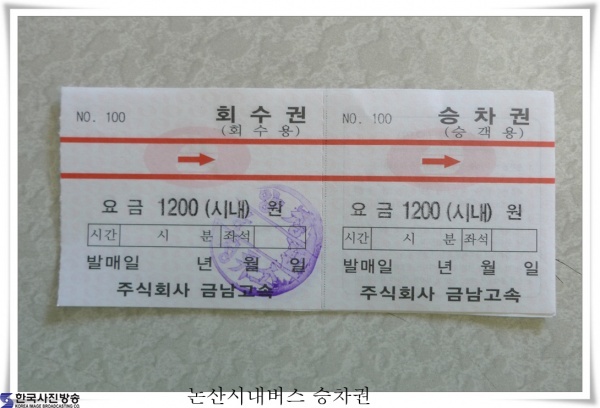 NO. 100 회수권
(회수용)
요금 1200 (시내) 원
시간 시 분 좌석
발매일 년 월 일
주식회사 금남고속
NO. 100 승차권
(승객용)
요금 1200 (시내) 원
시간 시 분 좌석
발매일 년 월 일
주식회사 금남고속
한국사진방송
KOREA IMAGE BROADCASTING CO.
논산시내버스 승차권